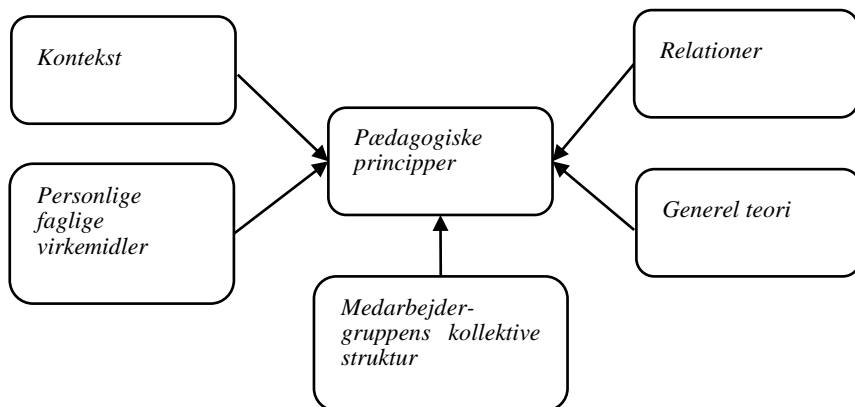 Kontekst
Relationer
Pædagogiske
principper
Personlige
faglige
virkemidler
Generel teori
Medarbejder-
gruppens kollektive
struktur